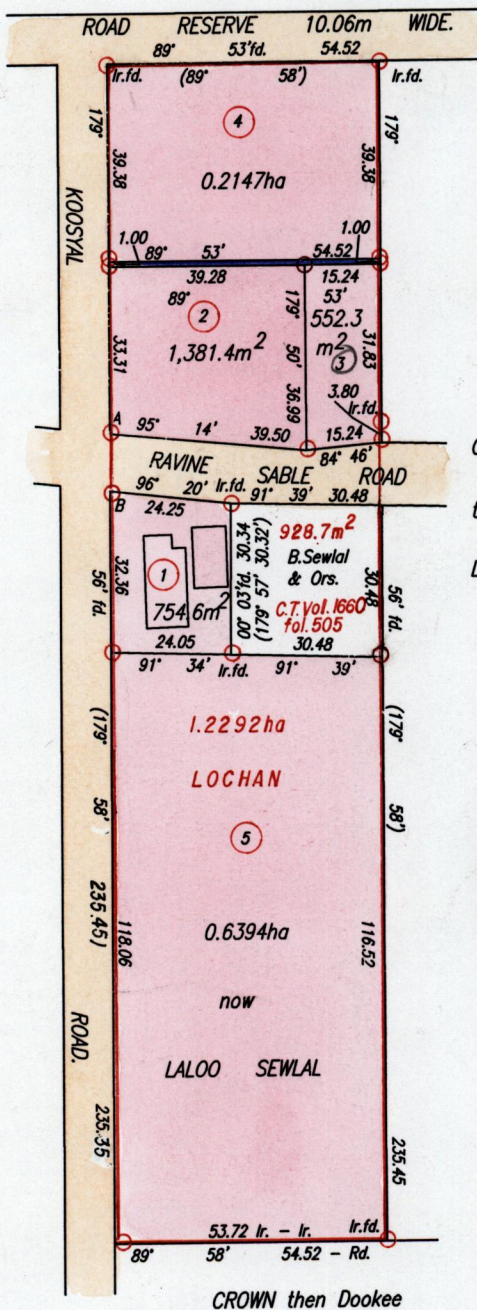 ROAD RESERVE 10.06m WIDE.
89° 53'fd. 54.52
Ir.fd. (89° 58') Ir.fd.
179° 179°
4
39.38 39.38
0.2147ha
KOOSYAL
1.00 89° 53' 54.52 1.00
39.28 15.24
89° 53'
2 179° 552.3
33.31 1,381.4m² 50' m² 31.83
3
36.99 3.80
Ir.fd.
A 95° 14' 39.50 15.24
84° 46'
RAVINE SABLE ROAD
96° 20' Ir.fd. 91° 39' 30.48
B 24.25
928.7m²
B.Sewlal
& Ors.
C.T.Vol.1660
fol.505
00° 03'fd. 30.34
(179° 57' 30.32')
32.36 1 30.48
56' fd. 754.6m² 56' fd.
24.05 30.48
91° 34' Ir.fd. 91° 39'
1.2292ha
(179° 58' LOCHAN (179° 58')
5
235.45)
118.06 0.6394ha 116.52
now
ROAD. LALOO SEWLAL
235.35 235.45
53.72 Ir. - Ir. Ir.fd.
89° 58' 54.52 - Rd.
CROWN then Dookee